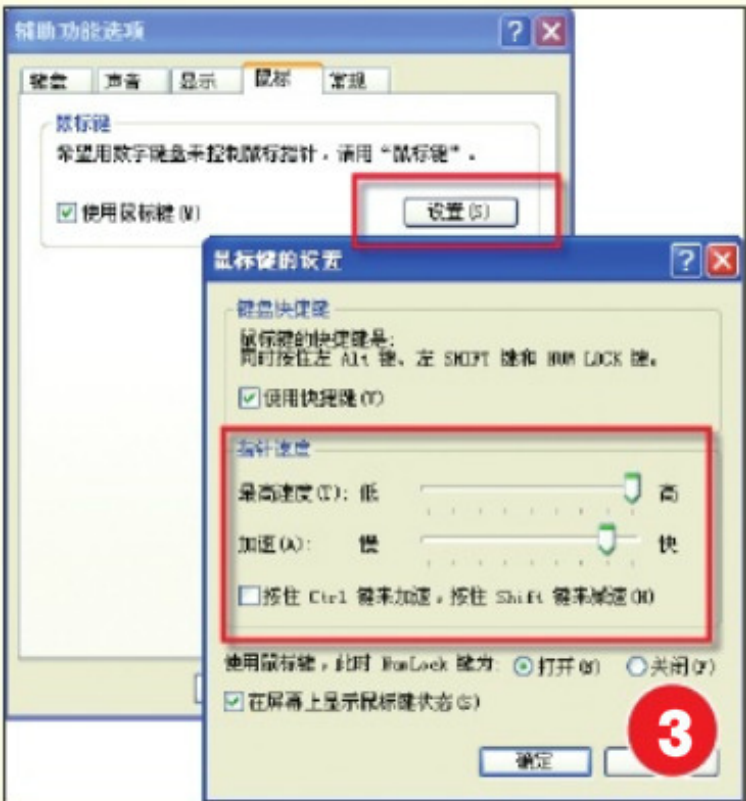 辅助功能选项
键盘 声音 显示 鼠标 常规
鼠标键
希望用数字键盘来控制鼠标指针，请用“鼠标键”。
使用鼠标键(M)
设置(S)
鼠标键的设置
键盘快捷键
鼠标键的快捷键是:
同时按住左 Alt 键、左 SHIFT 键和 NUM LOCK 键。
使用快捷键(Y)
指针速度
最高速度(T): 低 高
加速(A): 慢 快
按住 Ctrl 键来加速，按住 Shift 键来减速(H)
使用鼠标键，此时 NumLock 键为: 打开(N) 关闭(F)
在屏幕上显示鼠标键状态(S)
3
确定